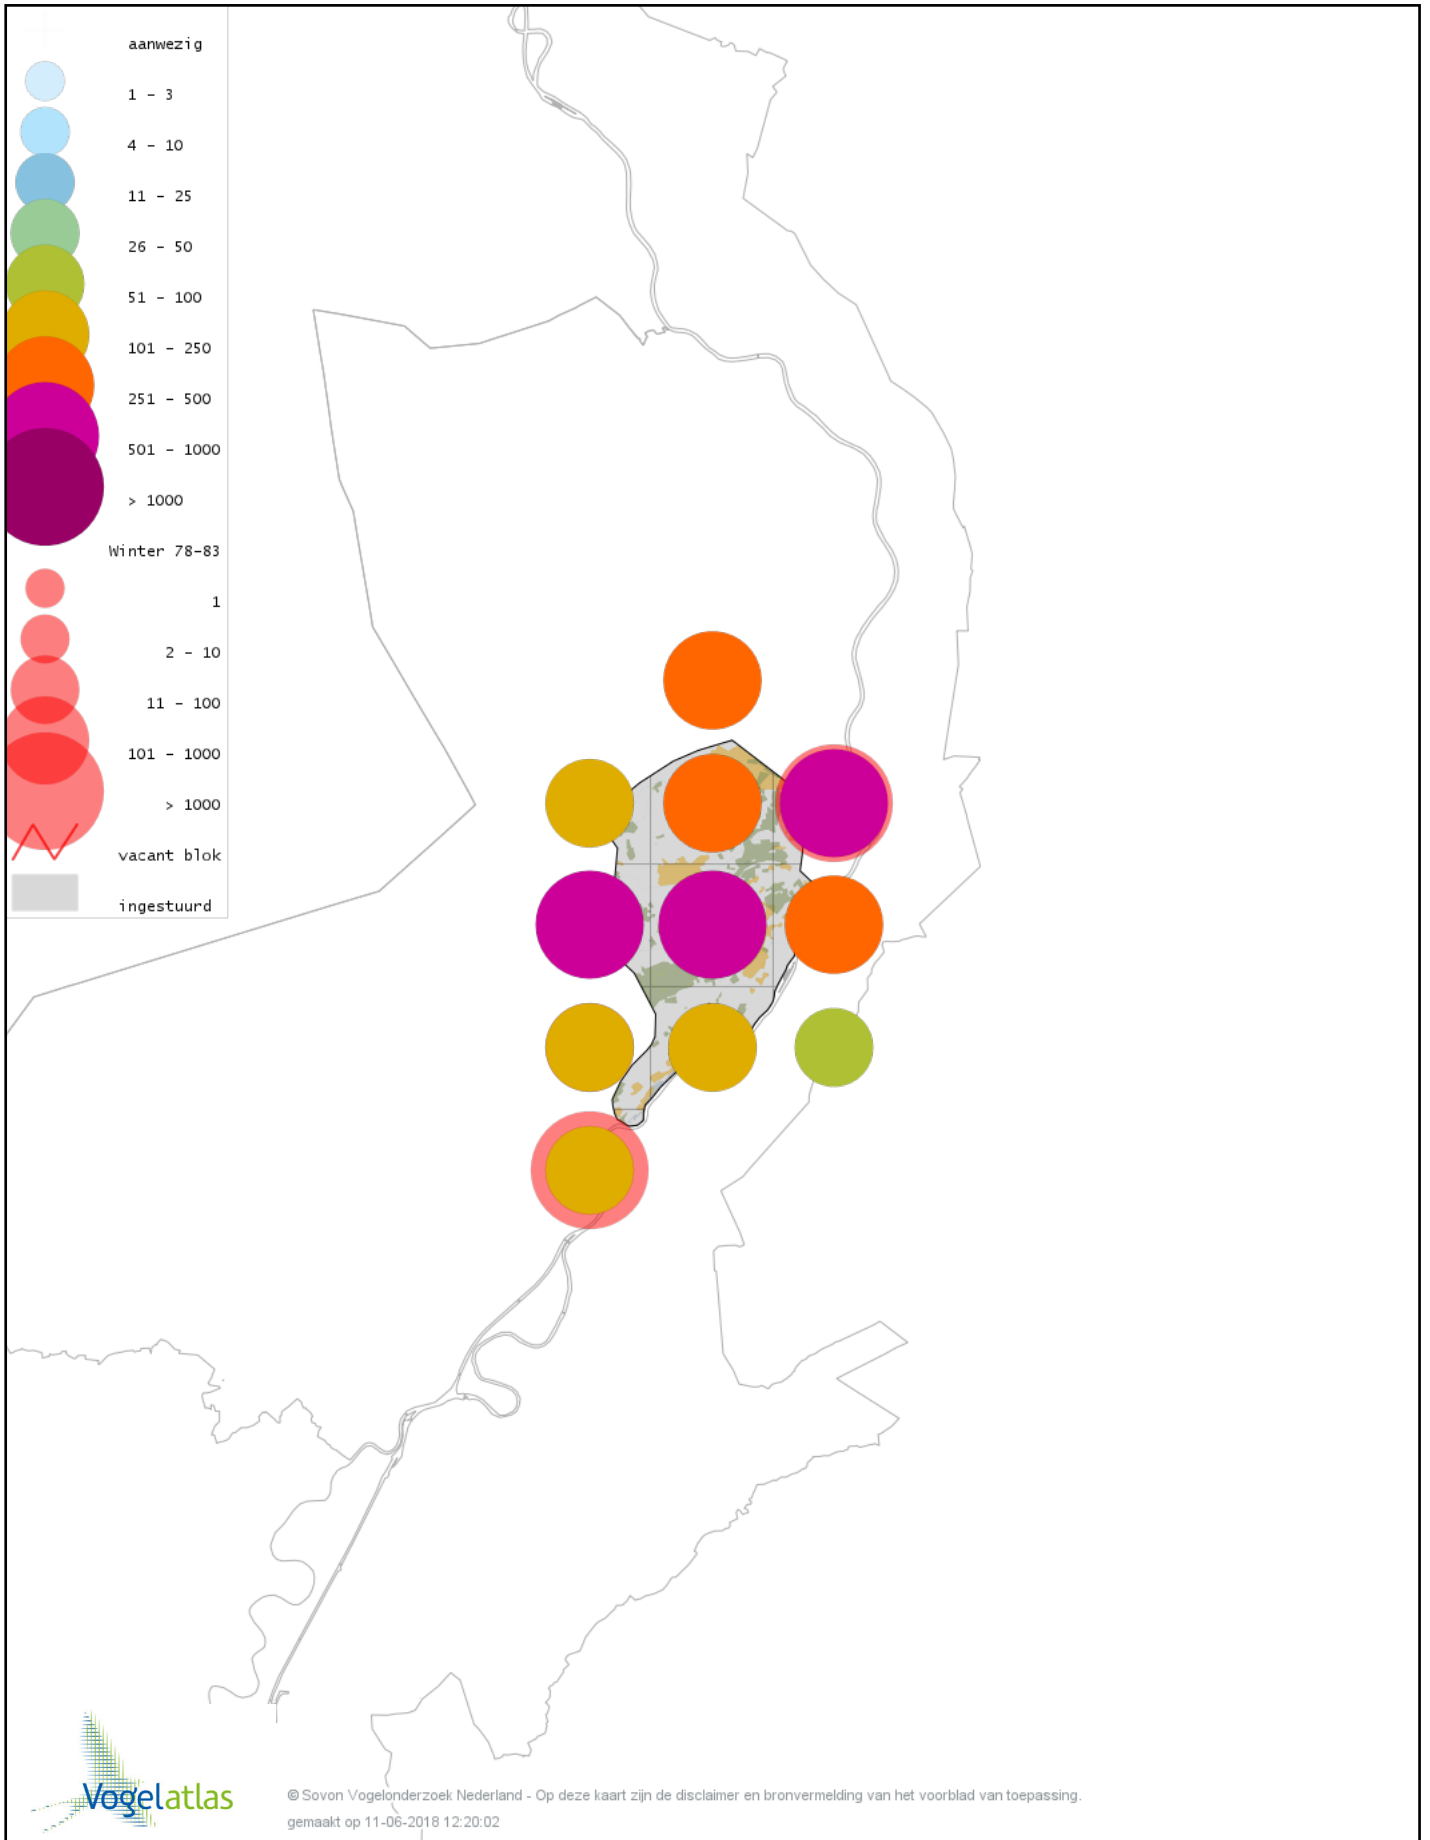 aanwezig
1 - 3
4 - 10
11 - 25
26 - 50
51 - 100
101 - 250
251 - 500
501 - 1000
> 1000
Winter 78-83
1
2 - 10
11 - 100
101 - 1000
> 1000
vacant blok
ingestuurd
Vogelatlas
© Sovon Vogelonderzoek Nederland - Op deze kaart zijn de disclaimer en bronvermelding van het voorblad van toepassing.
gemaakt op 11-06-2018 12:20:02